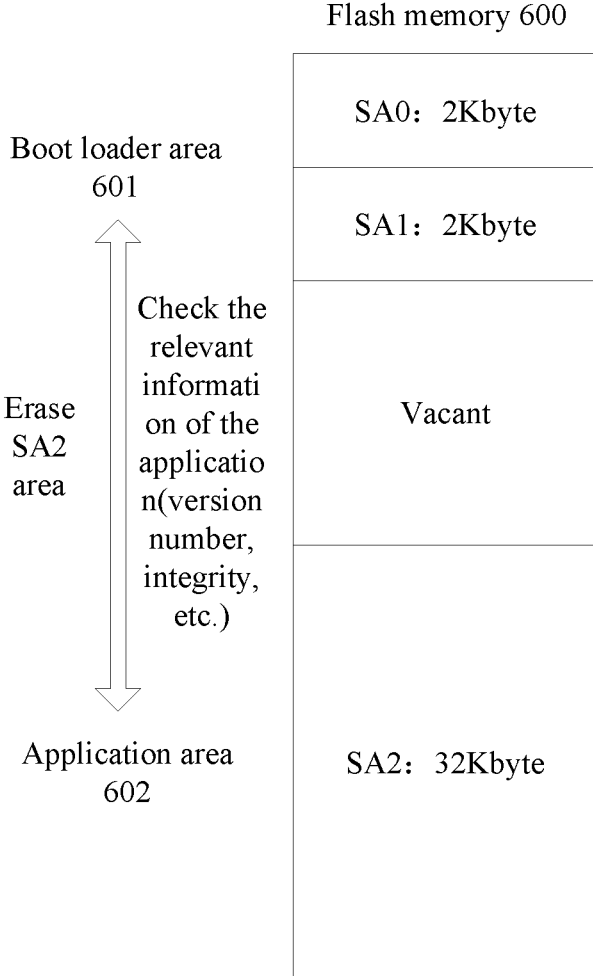 Flash memory 600
SA0：2Kbyte
Boot loader area
601
SA1：2Kbyte
Check the
relevant
informati
on of the
applicatio
n(version
number,
integrity,
etc.)
Erase
SA2
area
Vacant
Application area
602
SA2：32Kbyte